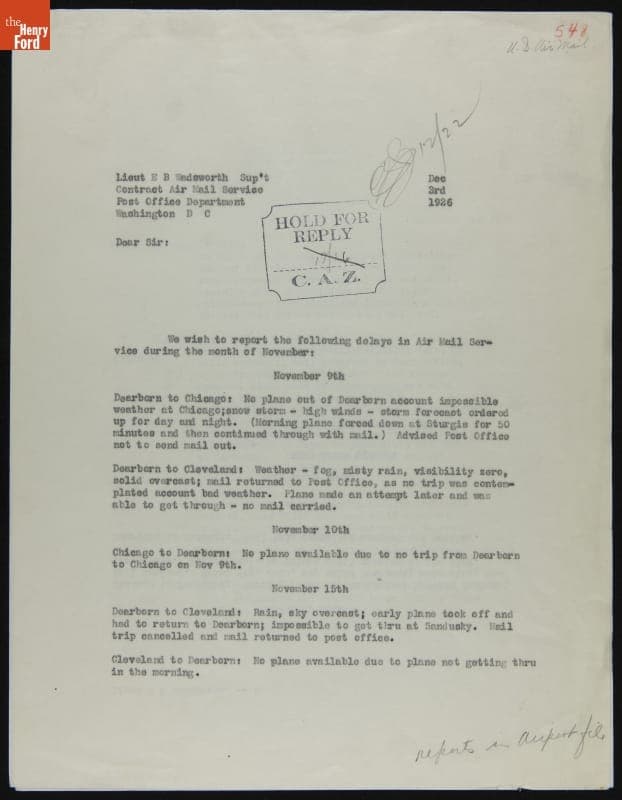 the
Henry
Ford
548
U.S. Air Mail
12/22
Lieut E B Wadsworth Sup't
Contract Air Mail Service
Post Office Department
Washington D C
Dec
3rd
1926
HOLD FOR
REPLY
C. A. Z.
Dear Sir:
We wish to report the following delays in Air Mail Ser-
vice during the month of November:
November 9th
Dearborn to Chicago: No plane out of Dearborn account impossible
weather at Chicago;snow storm - high winds - storm forecast ordered
up for day and night. (Morning plane forced down at Sturgis for 50
minutes and then continued through with mail.) Advised Post Office
not to send mail out.
Dearborn to Cleveland: Weather - fog, misty rain, visibility zero,
solid overcast; mail returned to Post Office, as no trip was contem-
plated account bad weather. Plane made an attempt later and was
able to get through - no mail carried.
November 10th
Chicago to Dearborn: No plane available due to no trip from Dearborn
to Chicago on Nov 9th.
November 15th
Dearborn to Cleveland: Rain, sky overcast; early plane took off and
had to return to Dearborn; impossible to get thru at Sandusky. Mail
trip cancelled and mail returned to post office.
Cleveland to Dearborn: No plane available due to plane not getting thru
in the morning.
reports in Airport file